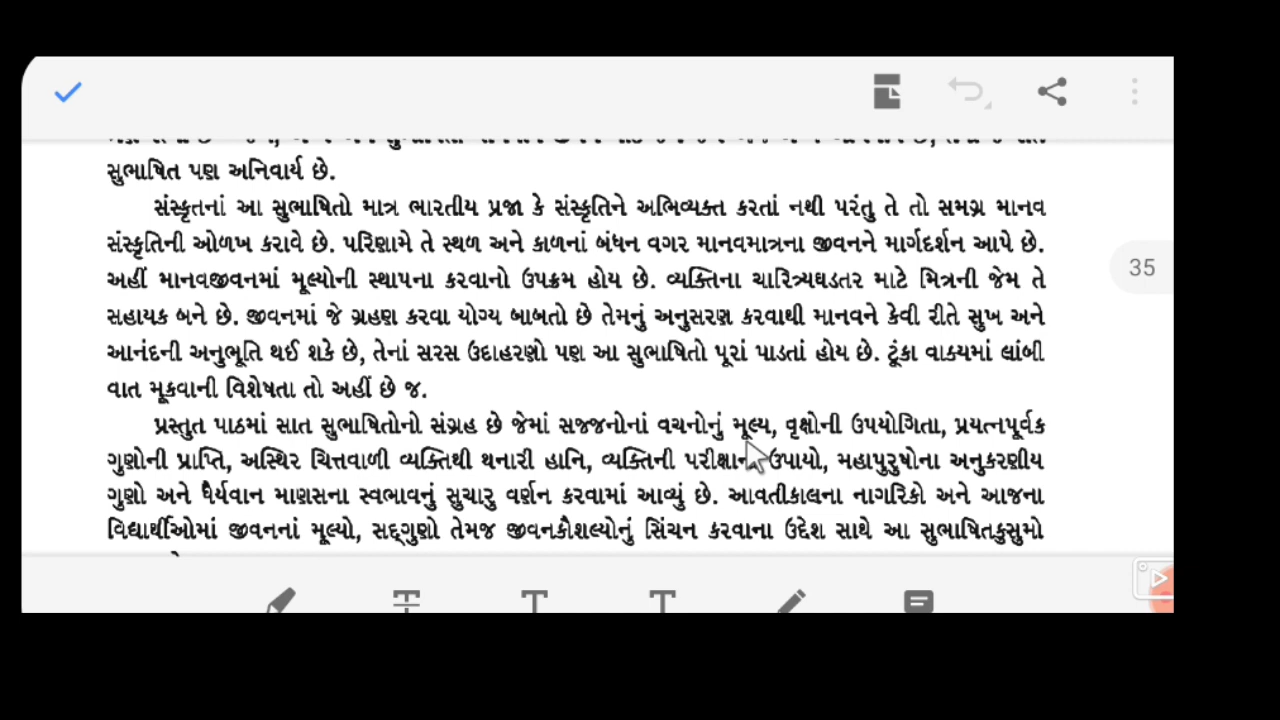 સુભાષિત પણ અનિવાર્ય છે.
સંસ્કૃતનાં આ સુભાષિતો માત્ર ભારતીય પ્રજા કે સંસ્કૃતિને અભિવ્યક્ત કરતાં નથી પરંતુ તે તો સમગ્ર માનવ
સંસ્કૃતિની ઓળખ કરાવે છે. પરિણામે તે સ્થળ અને કાળનાં બંધન વગર માનવમાત્રના જીવનને માર્ગદર્શન આપે છે.
અહીં માનવજીવનમાં મૂલ્યોની સ્થાપના કરવાનો ઉપક્રમ હોય છે. વ્યક્તિના ચારિત્ર્યઘડતર માટે મિત્રની જેમ તે
35
સહાયક બને છે. જીવનમાં જે ગ્રહણ કરવા યોગ્ય બાબતો છે તેમનું અનુસરણ કરવાથી માનવને કેવી રીતે સુખ અને
આનંદની અનુભૂતિ થઈ શકે છે, તેનાં સરસ ઉદાહરણો પણ આ સુભાષિતો પૂરાં પાડતાં હોય છે. ટૂંકા વાક્યમાં લાંબી
વાત મૂકવાની વિશેષતા તો અહીં છે જ.
પ્રસ્તુત પાઠમાં સાત સુભાષિતોનો સંગ્રહ છે જેમાં સજ્જનોનાં વચનોનું મૂલ્ય, વૃક્ષોની ઉપયોગિતા, પ્રયત્નપૂર્વક
ગુણોની પ્રાપ્તિ, અસ્થિર ચિત્તવાળી વ્યક્તિથી થનારી હાનિ, વ્યક્તિની પરીક્ષાના ઉપાયો, મહાપુરુષોના અનુકરણીય
ગુણો અને ધૈર્યવાન માણસના સ્વભાવનું સુચારુ વર્ણન કરવામાં આવ્યું છે. આવતીકાલના નાગરિકો અને આજના
વિદ્યાર્થીઓમાં જીવનનાં મૂલ્યો, સદ્ગુણો તેમજ જીવનકૌશલ્યોનું સિંચન કરવાના ઉદ્દેશ સાથે આ સુભાષિતકુસુમો